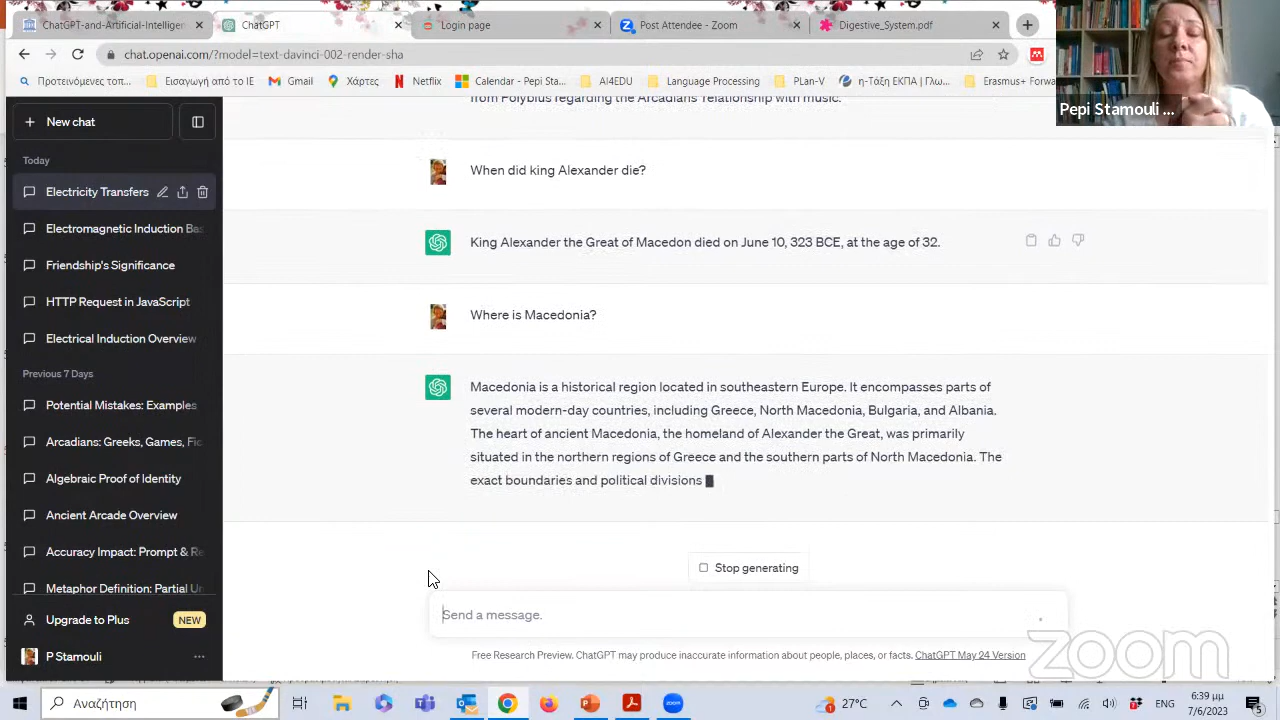 ChatGPT-and-Artificial-Intelliger
ChatGPT
Login page
Post Attendee - Zoom
Digestive_System.pdf
chat.openai.com/?model=text-davinci-002-render-sha
Προτεινόμενες τοπ...
Εισαγωγή από το IE
Gmail
Χάρτες
Netflix
Calendar - Pepi Sta...
AI4EDU
Language Processing
PLan-V
η-Τάξη ΕΚΠΑ | Γλω...
Erasmus+ Forwa
Pepi Stamouli ...
New chat
Today
Electricity Transfers
Electromagnetic Induction Bas
Friendship's Significance
HTTP Request in JavaScript
Electrical Induction Overview
Previous 7 Days
Potential Mistakes: Examples
Arcadians: Greeks, Games, Fic
Algebraic Proof of Identity
Ancient Arcade Overview
Accuracy Impact: Prompt & Re
Metaphor Definition: Partial Un
Upgrade to Plus
NEW
P Stamouli
from Polybius regarding the Arcadians' relationship with music.
When did king Alexander die?
King Alexander the Great of Macedon died on June 10, 323 BCE, at the age of 32.
Where is Macedonia?
Macedonia is a historical region located in southeastern Europe. It encompasses parts of
several modern-day countries, including Greece, North Macedonia, Bulgaria, and Albania.
The heart of ancient Macedonia, the homeland of Alexander the Great, was primarily
situated in the northern regions of Greece and the southern parts of North Macedonia. The
exact boundaries and political divisions
Stop generating
Send a message.
Free Research Preview. ChatGPT may produce inaccurate information about people, places, or facts. ChatGPT May 24 Version
zoom
Αναζήτηση
27°C
6:39 μμ
7/6/2023
5